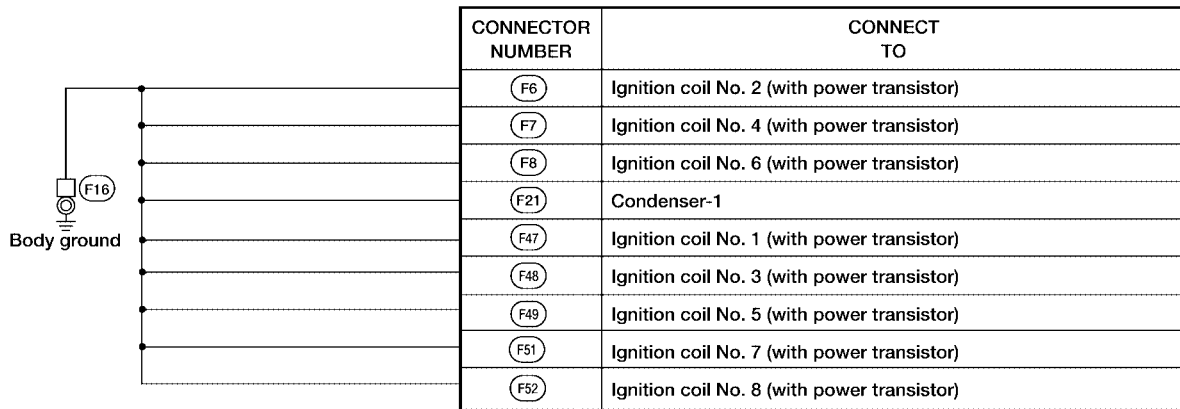 CONNECTOR NUMBER
CONNECT TO
F6 Ignition coil No. 2 (with power transistor)
F7 Ignition coil No. 4 (with power transistor)
F8 Ignition coil No. 6 (with power transistor)
F16
F21 Condenser-1
Body ground
F47 Ignition coil No. 1 (with power transistor)
F48 Ignition coil No. 3 (with power transistor)
F49 Ignition coil No. 5 (with power transistor)
F51 Ignition coil No. 7 (with power transistor)
F52 Ignition coil No. 8 (with power transistor)